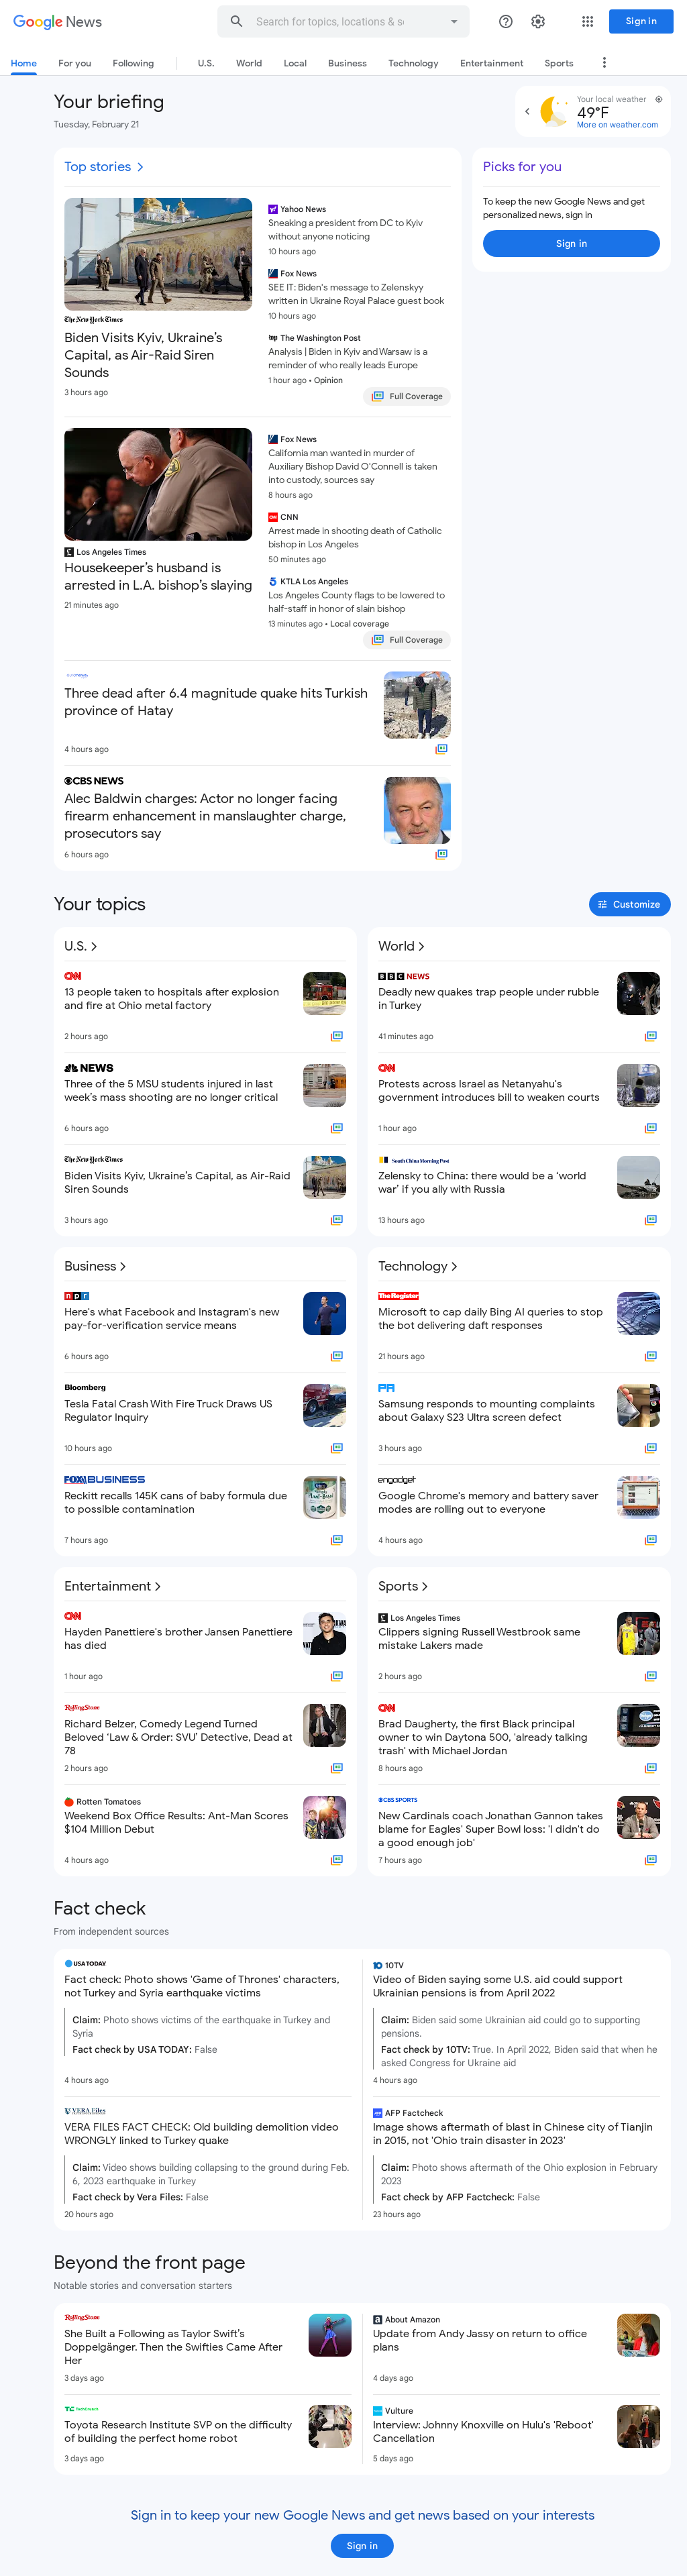 Google News
Search for topics, locations & sc
Sign in
Home
For you
Following
U.S.
World
Local
Business
Technology
Entertainment
Sports
Your briefing
Tuesday, February 21
Your local weather
49°F
More on weather.com
Top stories
The New York Times
Biden Visits Kyiv, Ukraine’s
Capital, as Air-Raid Siren
Sounds
3 hours ago
Yahoo News
Sneaking a president from DC to Kyiv
without anyone noticing
10 hours ago
Fox News
SEE IT: Biden's message to Zelenskyy
written in Ukraine Royal Palace guest book
10 hours ago
The Washington Post
Analysis | Biden in Kyiv and Warsaw is a
reminder of who really leads Europe
1 hour ago • Opinion
Full Coverage
Los Angeles Times
Housekeeper’s husband is
arrested in L.A. bishop’s slaying
21 minutes ago
Fox News
California man wanted in murder of
Auxiliary Bishop David O'Connell is taken
into custody, sources say
8 hours ago
CNN
Arrest made in shooting death of Catholic
bishop in Los Angeles
50 minutes ago
KTLA Los Angeles
Los Angeles County flags to be lowered to
half-staff in honor of slain bishop
13 minutes ago • Local coverage
Full Coverage
Three dead after 6.4 magnitude quake hits Turkish
province of Hatay
4 hours ago
CBS NEWS
Alec Baldwin charges: Actor no longer facing
firearm enhancement in manslaughter charge,
prosecutors say
6 hours ago
Picks for you
To keep the new Google News and get
personalized news, sign in
Sign in
Your topics
Customize
U.S.
CNN
13 people taken to hospitals after explosion
and fire at Ohio metal factory
2 hours ago
NEWS
Three of the 5 MSU students injured in last
week’s mass shooting are no longer critical
6 hours ago
The New York Times
Biden Visits Kyiv, Ukraine’s Capital, as Air-Raid
Siren Sounds
3 hours ago
World
BBC NEWS
Deadly new quakes trap people under rubble
in Turkey
41 minutes ago
CNN
Protests across Israel as Netanyahu's
government introduces bill to weaken courts
1 hour ago
South China Morning Post
Zelensky to China: there would be a ‘world
war’ if you ally with Russia
13 hours ago
Business
npr
Here's what Facebook and Instagram's new
pay-for-verification service means
6 hours ago
Bloomberg
Tesla Fatal Crash With Fire Truck Draws US
Regulator Inquiry
10 hours ago
FOX BUSINESS
Reckitt recalls 145K cans of baby formula due
to possible contamination
7 hours ago
Technology
The Register
Microsoft to cap daily Bing AI queries to stop
the bot delivering daft responses
21 hours ago
PA
Samsung responds to mounting complaints
about Galaxy S23 Ultra screen defect
3 hours ago
engadget
Google Chrome's memory and battery saver
modes are rolling out to everyone
4 hours ago
Entertainment
CNN
Hayden Panettiere's brother Jansen Panettiere
has died
1 hour ago
RollingStone
Richard Belzer, Comedy Legend Turned
Beloved ‘Law & Order: SVU’ Detective, Dead at
78
2 hours ago
Rotten Tomatoes
Weekend Box Office Results: Ant-Man Scores
$104 Million Debut
4 hours ago
Sports
Los Angeles Times
Clippers signing Russell Westbrook same
mistake Lakers made
2 hours ago
CNN
Brad Daugherty, the first Black principal
owner to win Daytona 500, 'already talking
trash' with Michael Jordan
8 hours ago
CBS SPORTS
New Cardinals coach Jonathan Gannon takes
blame for Eagles' Super Bowl loss: 'I didn't do
a good enough job'
7 hours ago
Fact check
From independent sources
USA TODAY
Fact check: Photo shows 'Game of Thrones' characters,
not Turkey and Syria earthquake victims
Claim: Photo shows victims of the earthquake in Turkey and
Syria
Fact check by USA TODAY: False
4 hours ago
VERA Files
VERA FILES FACT CHECK: Old building demolition video
WRONGLY linked to Turkey quake
Claim: Video shows building collapsing to the ground during Feb.
6, 2023 earthquake in Turkey
Fact check by Vera Files: False
20 hours ago
10TV
Video of Biden saying some U.S. aid could support
Ukrainian pensions is from April 2022
Claim: Biden said some Ukrainian aid could go to supporting
pensions.
Fact check by 10TV: True. In April 2022, Biden said that when he
asked Congress for Ukraine aid
4 hours ago
AFP Factcheck
Image shows aftermath of blast in Chinese city of Tianjin
in 2015, not 'Ohio train disaster in 2023'
Claim: Photo shows aftermath of the Ohio explosion in February
2023
Fact check by AFP Factcheck: False
23 hours ago
Beyond the front page
Notable stories and conversation starters
RollingStone
She Built a Following as Taylor Swift’s
Doppelgänger. Then the Swifties Came After
Her
3 days ago
TechCrunch
Toyota Research Institute SVP on the difficulty
of building the perfect home robot
3 days ago
About Amazon
Update from Andy Jassy on return to office
plans
4 days ago
Vulture
Interview: Johnny Knoxville on Hulu's 'Reboot'
Cancellation
5 days ago
Sign in to keep your new Google News and get news based on your interests
Sign in